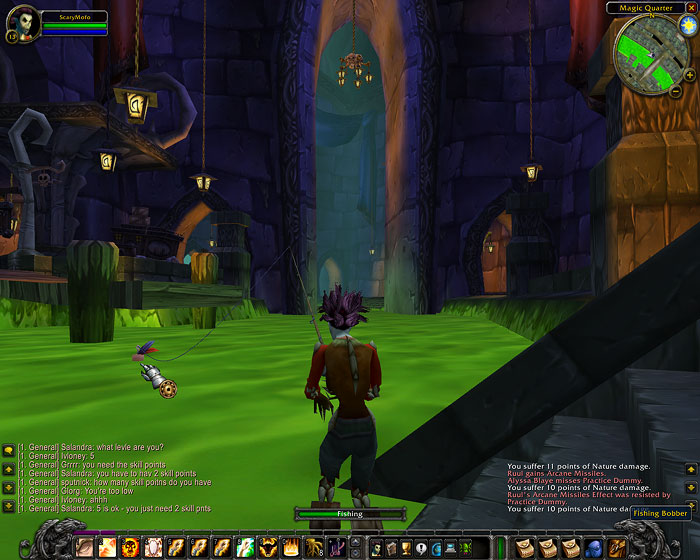 ScaryMofo
Magic Quarter
N
13
[1. General] Salandra: what levle are you?
[1. General] Ivloney: 5
[1. General] Grrrr: you need the skill points
[1. General] Salandra: you have to hav 2 skill points
[1. General] sputnick: how many skill poitns do you have
[1. General] Glorg: You're too low
[1. General] Ivloney: ahhh
[1. General] Salandra: 5 is ok - you just need 2 skill pnts
You suffer 11 points of Nature damage.
Ruul gains Arcane Missiles.
Alyssa Blaye misses Practice Dummy.
You suffer 10 points of Nature damage.
Ruul's Arcane Missiles Effect was resisted by
Practice Dummy.
You suffer 10 points of Nature da
Fishing Bobber
Fishing